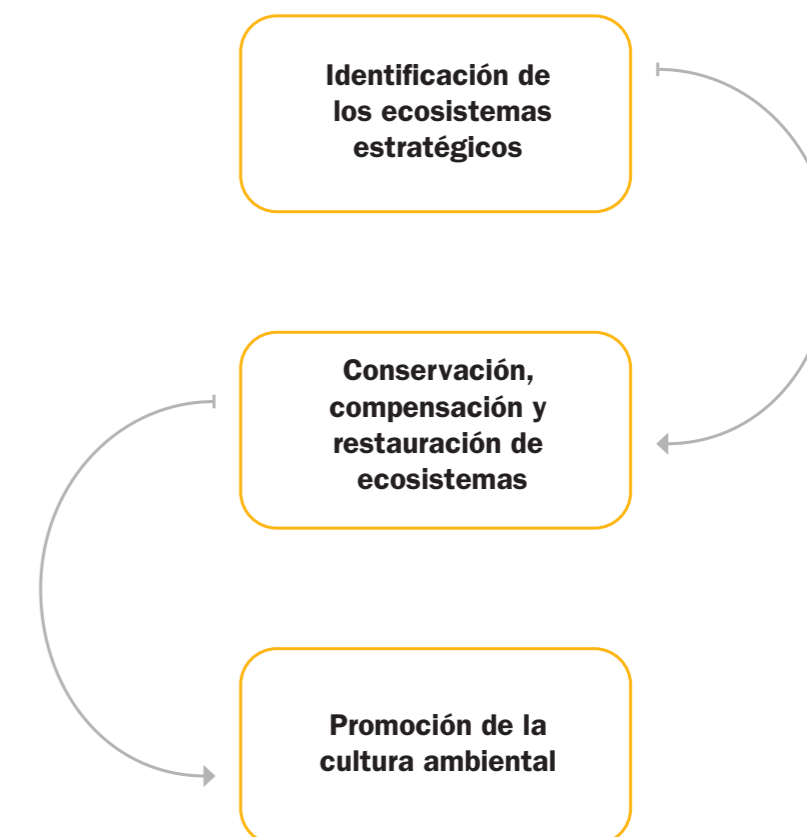 Identificación de
los ecosistemas
estratégicos
Conservación,
compensación y
restauración de
ecosistemas
Promoción de la
cultura ambiental